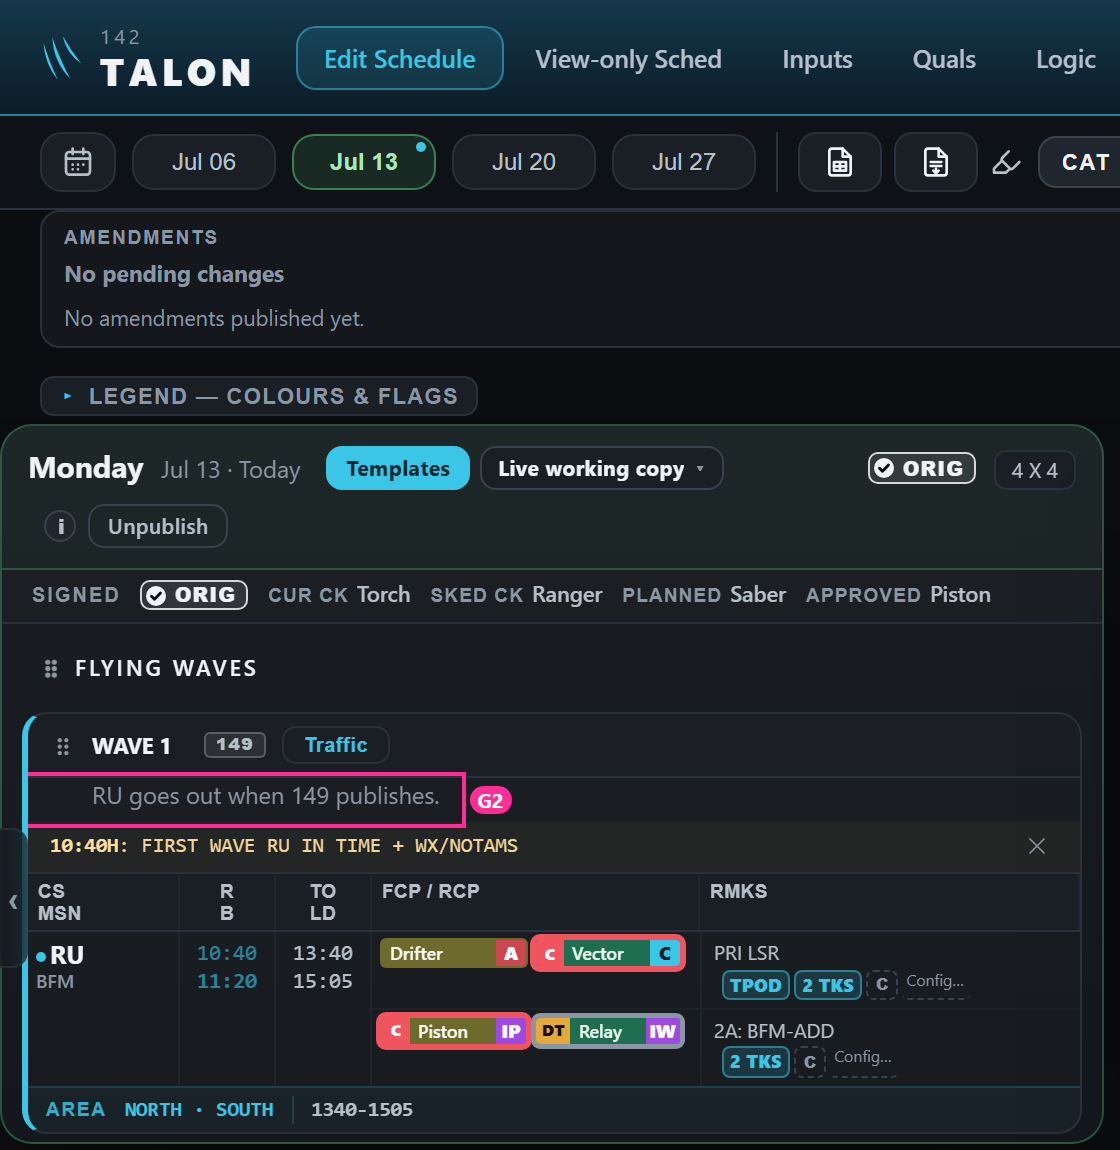 142
TALON
Edit Schedule
View-only Sched
Inputs
Quals
Logic
Jul 06
Jul 13
Jul 20
Jul 27
CAT
AMENDMENTS
No pending changes
No amendments published yet.
LEGEND — COLOURS & FLAGS
Monday Jul 13 · Today
Templates
Live working copy
ORIG
4 X 4
i
Unpublish
SIGNED ORIG CUR CK Torch SKED CK Ranger PLANNED Saber APPROVED Piston
FLYING WAVES
WAVE 1
149
Traffic
RU goes out when 149 publishes.
G2
10:40H: FIRST WAVE RU IN TIME + WX/NOTAMS
CS
MSN
R
B
TO
LD
FCP / RCP
RMKS
RU
BFM
10:40
11:20
13:40
15:05
Drifter A
C Vector C
PRI LSR
TPOD 2 TKS C Config...
C Piston IP
DT Relay IW
2A: BFM-ADD
2 TKS C Config...
AREA NORTH · SOUTH 1340-1505